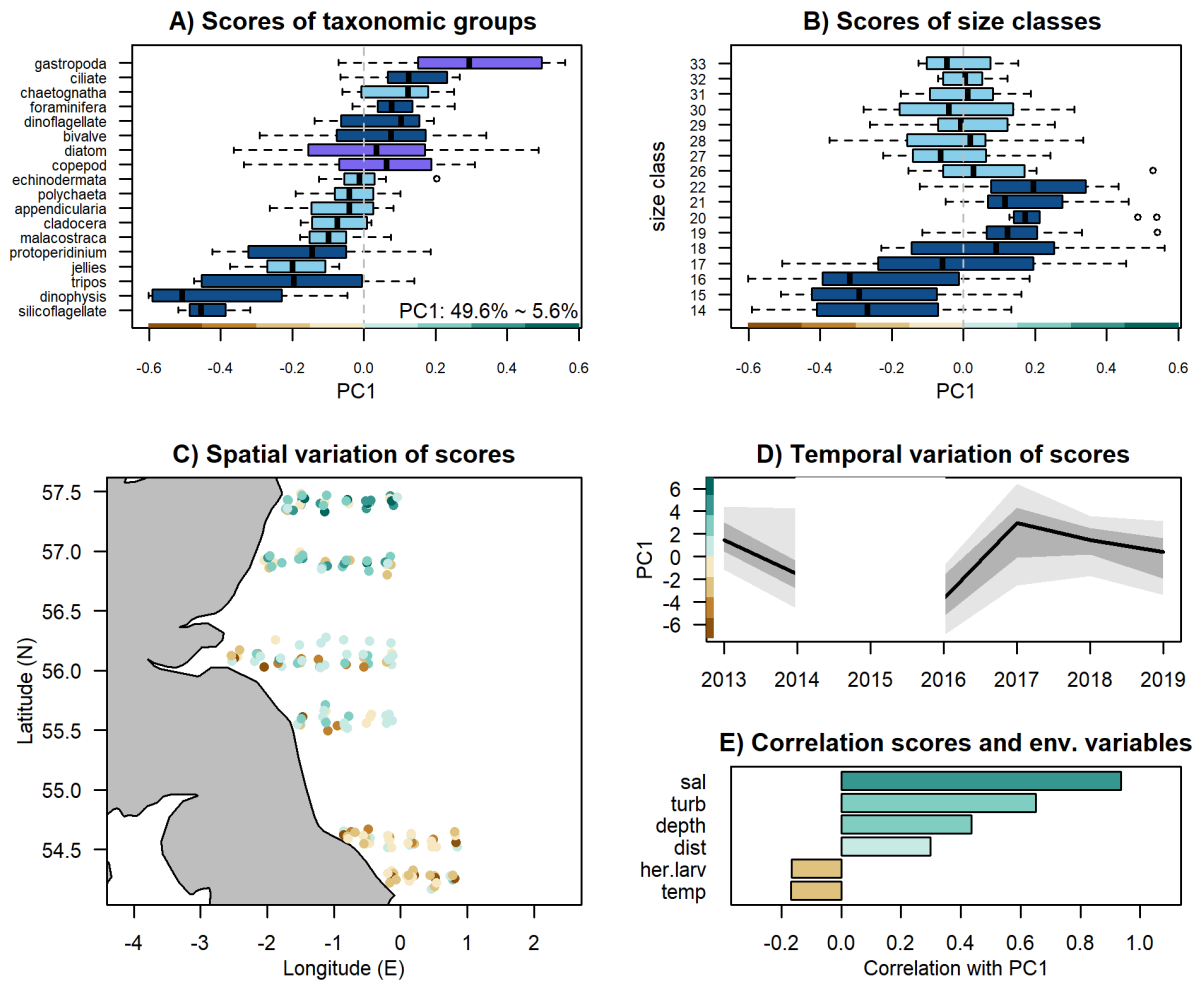 A) Scores of taxonomic groups
gastropoda
ciliate
chaetognatha
foraminifera
dinoflagellate
bivalve
diatom
copepod
echinodermata
polychaeta
appendicularia
cladocera
malacostraca
protoperidinium
jellies
tripos
dinophysis
silicoflagellate
PC1: 49.6% ~ 5.6%
-0.6 -0.4 -0.2 0.0 0.2 0.4 0.6
PC1
B) Scores of size classes
size class
33
32
31
30
29
28
27
26
22
21
20
19
18
17
16
15
14
-0.6 -0.4 -0.2 0.0 0.2 0.4 0.6
PC1
C) Spatial variation of scores
Latitude (N)
57.5
57.0
56.5
56.0
55.5
55.0
54.5
-4 -3 -2 -1 0 1 2
Longitude (E)
D) Temporal variation of scores
PC1
6
4
2
0
-2
-4
-6
2013 2014 2015 2016 2017 2018 2019
E) Correlation scores and env. variables
sal
turb
depth
dist
her.larv
temp
-0.2 0.0 0.2 0.4 0.6 0.8 1.0
Correlation with PC1